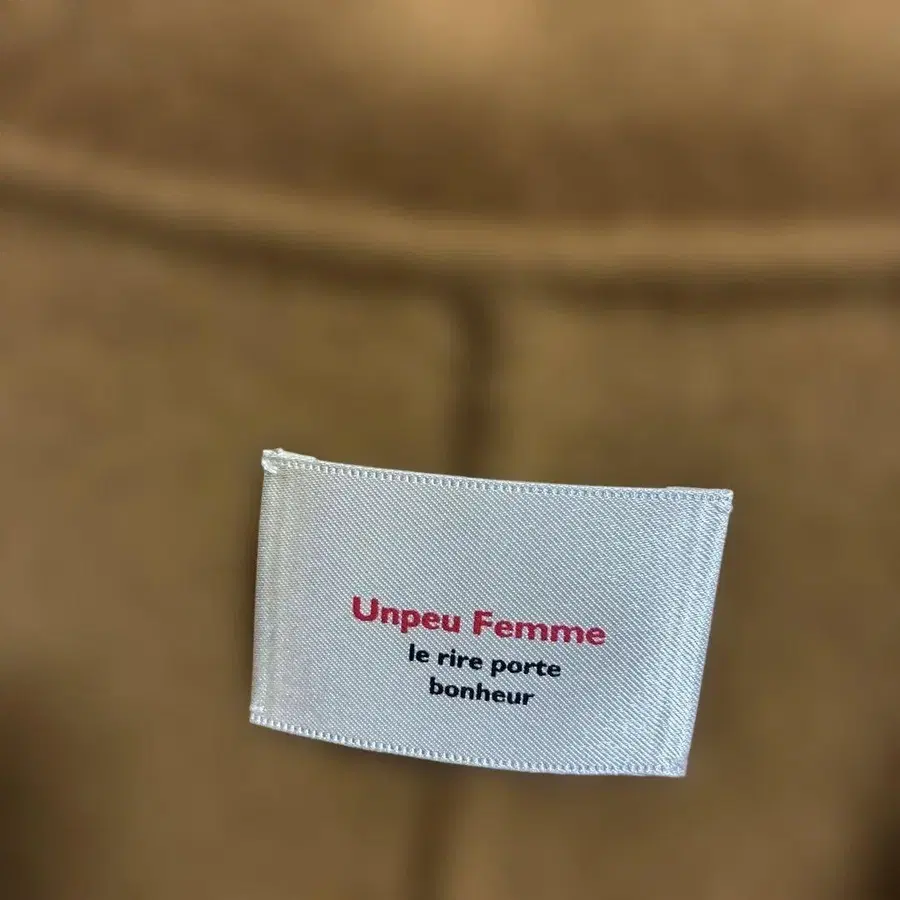 Unpeu Femme
le rire porte
bonheur